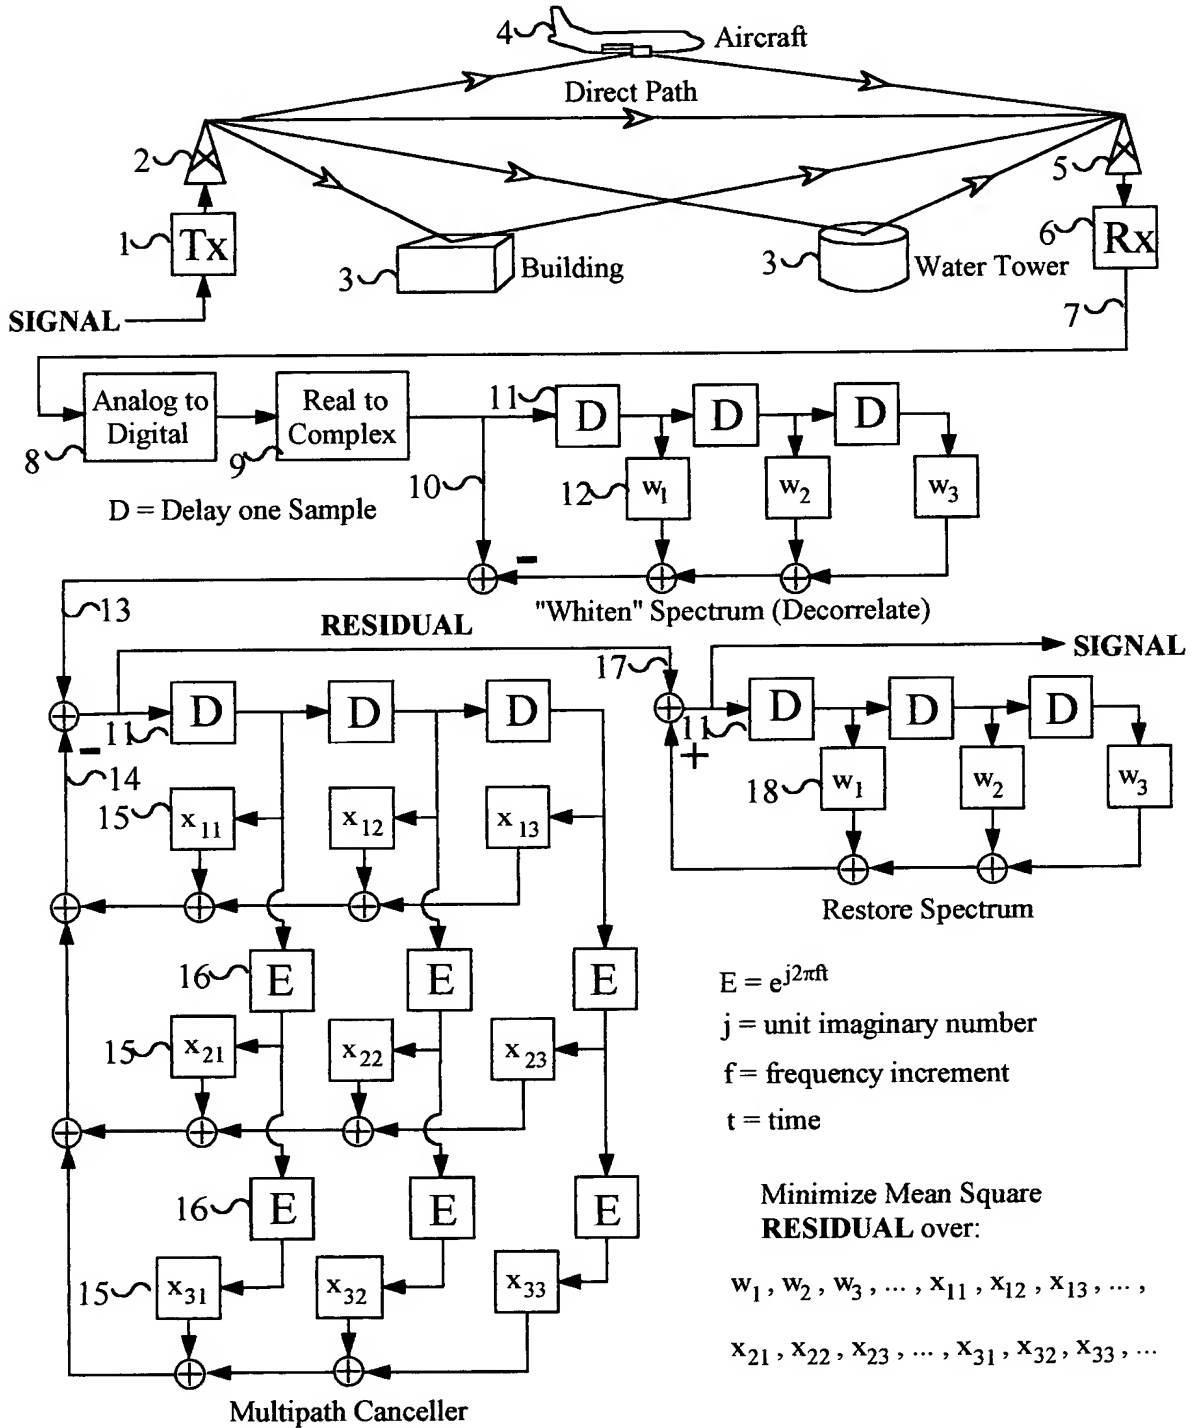 4 Aircraft
Direct Path
2 5
1 Tx 3 Building 3 Water Tower 6 Rx
SIGNAL 7
Analog to Digital 8
Real to Complex 9
11 D D D
10 12 w1 w2 w3
D = Delay one Sample
-
13 "Whiten" Spectrum (Decorrelate)
RESIDUAL
17 SIGNAL
11 D D D
11 D D D
- 14
+
15 x11 x12 x13
18 w1 w2 w3
Restore Spectrum
16 E E E
E = e^j2πft
j = unit imaginary number
15 x21 x22 x23
f = frequency increment
t = time
16 E E E
Minimize Mean Square
RESIDUAL over:
15 x31 x32 x33
w1 , w2 , w3 , ... , x11 , x12 , x13 , ... ,
x21 , x22 , x23 , ... , x31 , x32 , x33 , ...
Multipath Canceller